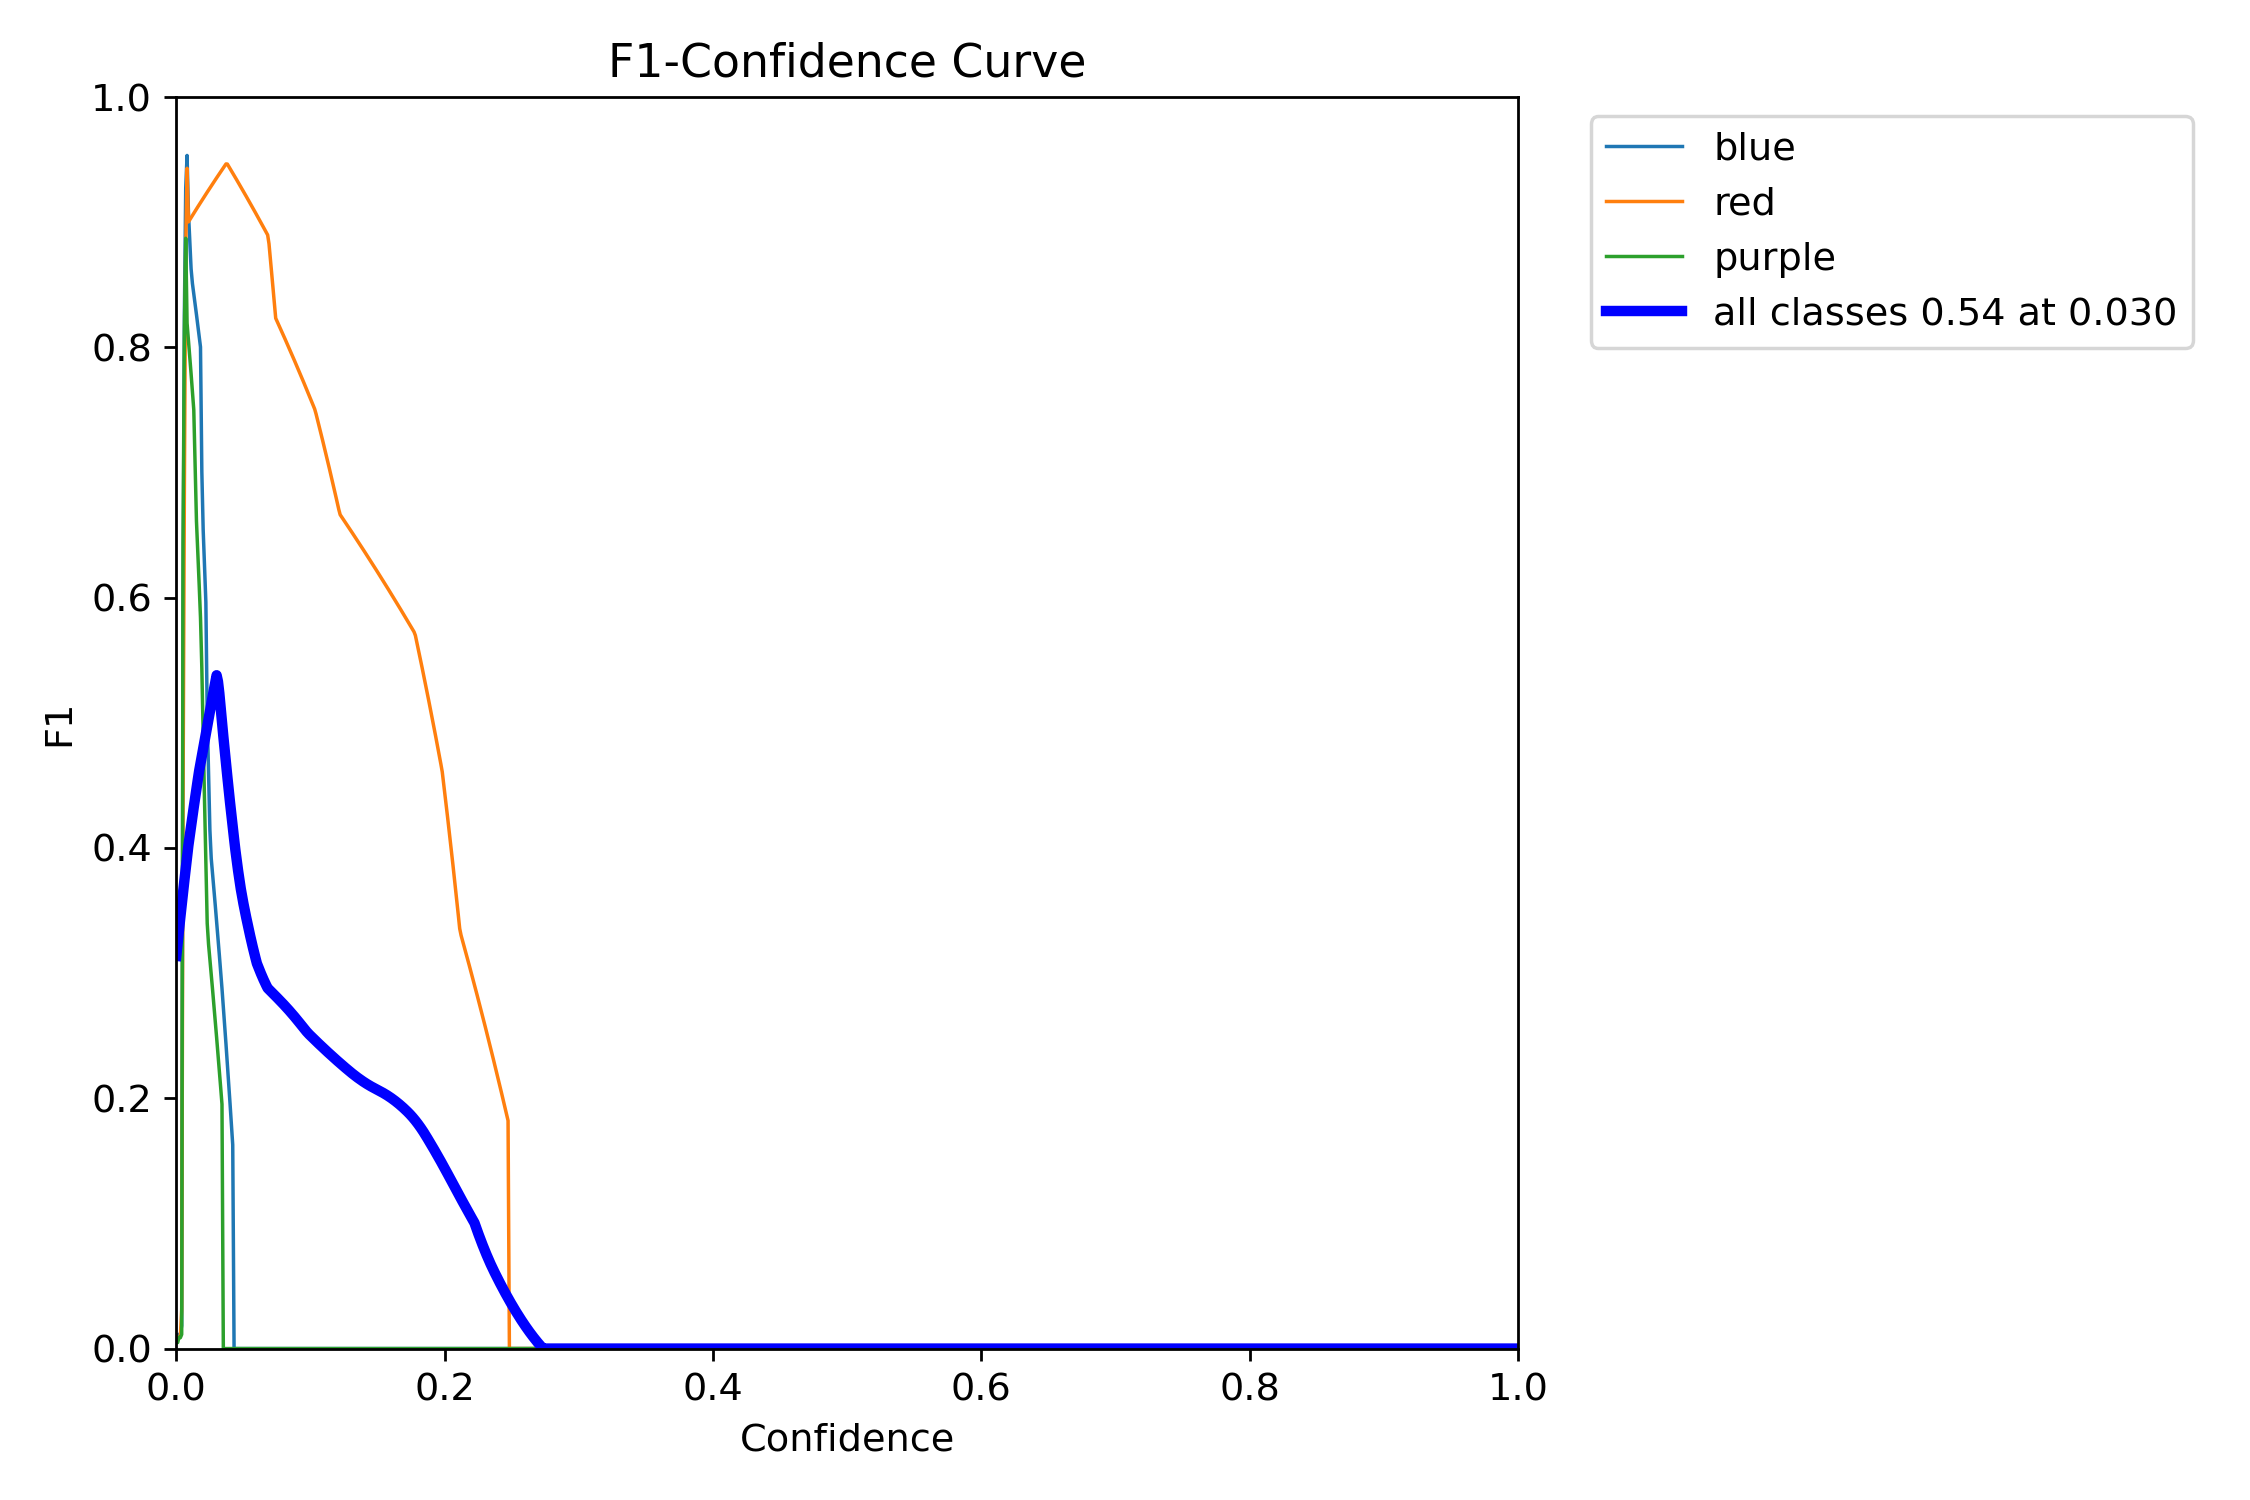 F1-Confidence Curve
1.0
0.8
0.6
0.4
0.2
0.0
F1
0.0 0.2 0.4 0.6 0.8 1.0
Confidence
blue
red
purple
all classes 0.54 at 0.030